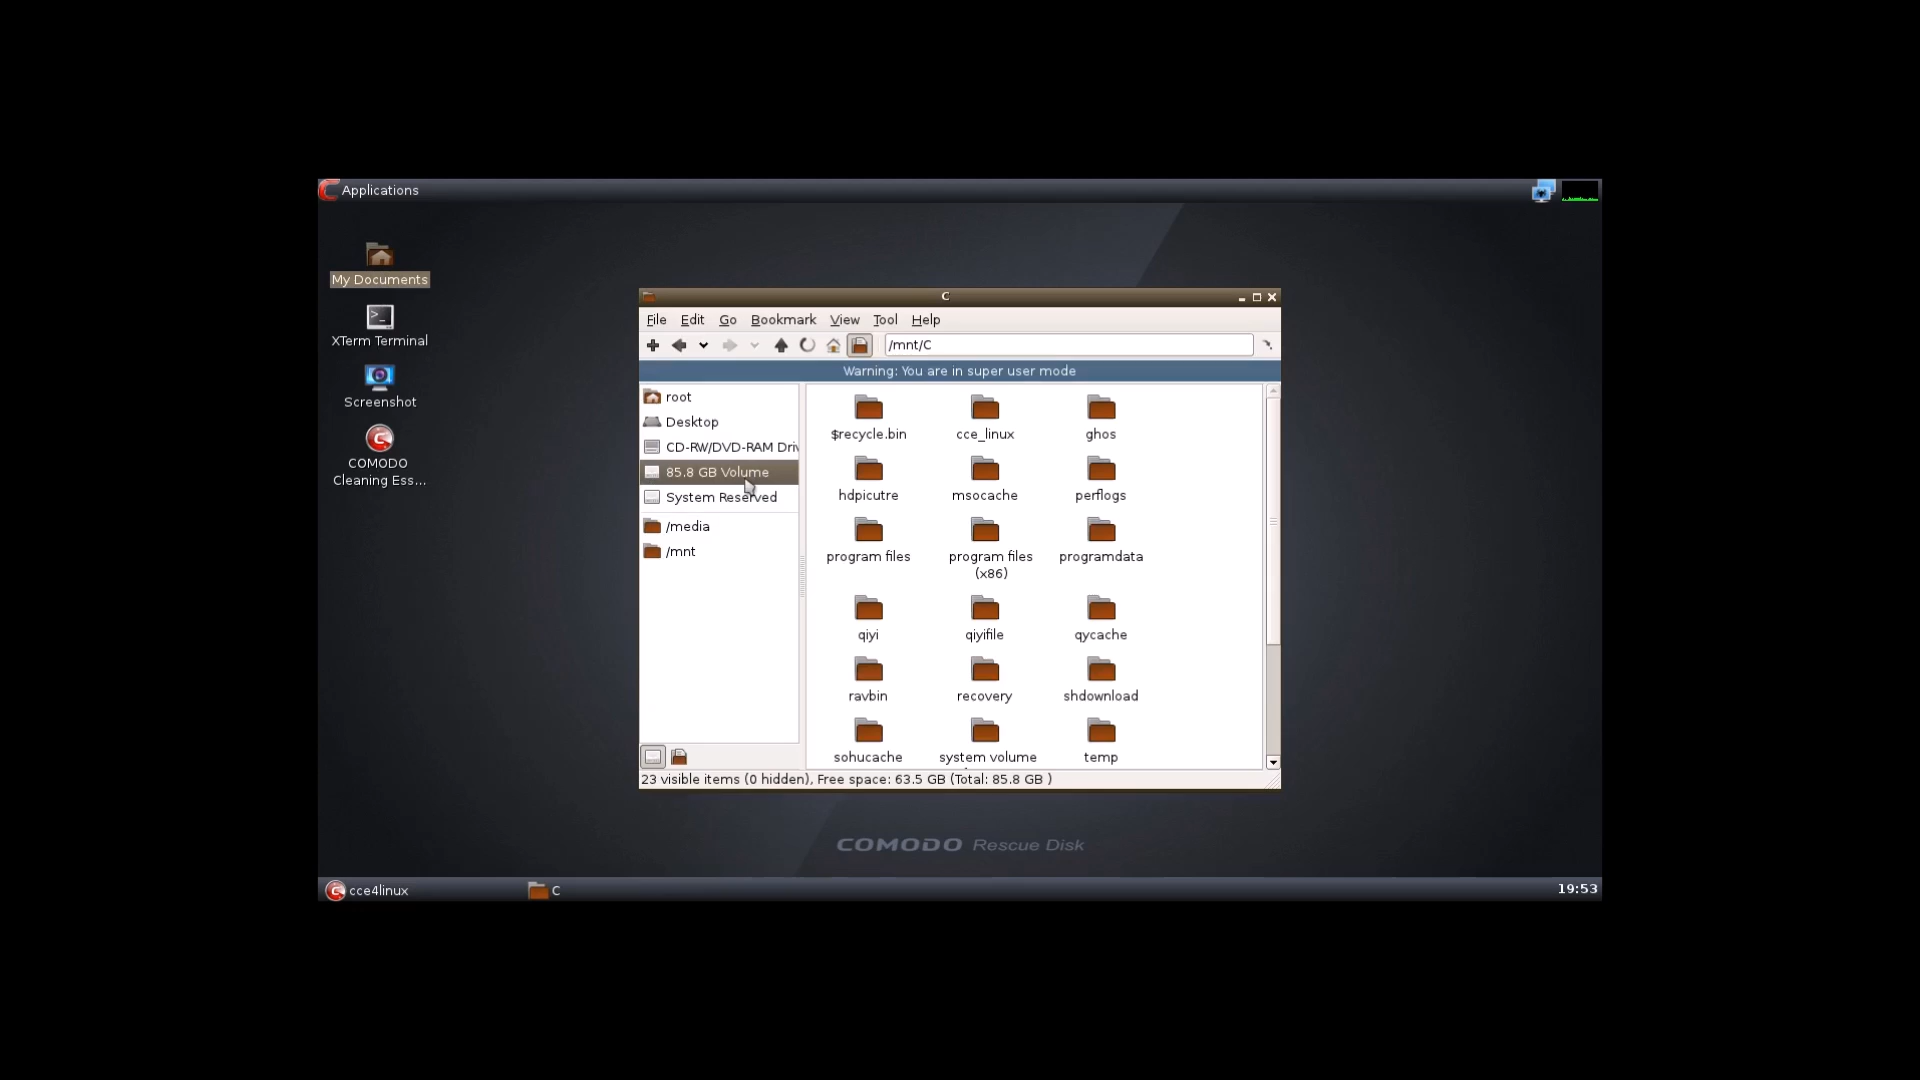 Applications
My Documents
XTerm Terminal
Screenshot
COMODO
Cleaning Ess...
C
File Edit Go Bookmark View Tool Help
/mnt/C
Warning: You are in super user mode
root
Desktop
CD-RW/DVD-RAM Driv
85.8 GB Volume
System Reserved
/media
/mnt
$recycle.bin cce_linux ghos
hdpicutre msocache perflogs
program files program files (x86) programdata
qiyi qiyifile qycache
ravbin recovery shdownload
sohucache system volume temp
23 visible items (0 hidden), Free space: 63.5 GB (Total: 85.8 GB )
COMODO Rescue Disk
cce4linux C 19:53